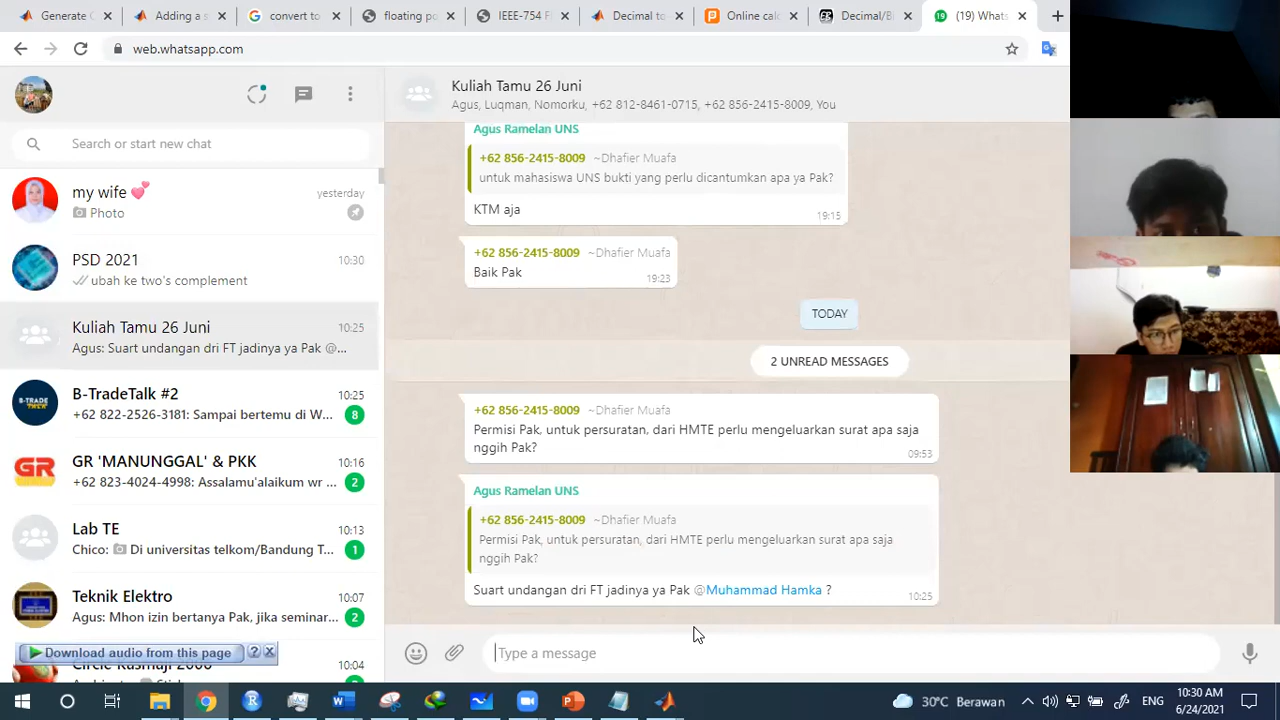 Generate C
Adding a s
convert to
floating po
IEEE-754 F
Decimal to
Online calc
Decimal/Bi
(19) Whats
web.whatsapp.com
Search or start new chat
my wife 💕
yesterday
Photo
PSD 2021
10:30
ubah ke two's complement
Kuliah Tamu 26 Juni
10:25
Agus: Suart undangan dri FT jadinya ya Pak @...
B-TRADE
TALK
B-TradeTalk #2
10:25
+62 822-2526-3181: Sampai bertemu di W...
8
GR
GR 'MANUNGGAL' & PKK
10:16
+62 823-4024-4998: Assalamu'alaikum wr ...
2
Lab TE
10:13
Chico: Di universitas telkom/Bandung T...
1
Teknik Elektro
10:07
Agus: Mhon izin bertanya Pak, jika seminar...
2
Download audio from this page
?
10:04
Kuliah Tamu 26 Juni
Agus, Luqman, Nomorku, +62 812-8461-0715, +62 856-2415-8009, You
Agus Ramelan UNS
+62 856-2415-8009 ~Dhafier Muafa
untuk mahasiswa UNS bukti yang perlu dicantumkan apa ya Pak?
KTM aja
19:15
+62 856-2415-8009 ~Dhafier Muafa
Baik Pak
19:23
TODAY
2 UNREAD MESSAGES
+62 856-2415-8009 ~Dhafier Muafa
Permisi Pak, untuk persuratan, dari HMTE perlu mengeluarkan surat apa saja
nggih Pak?
09:53
Agus Ramelan UNS
+62 856-2415-8009 ~Dhafier Muafa
Permisi Pak, untuk persuratan, dari HMTE perlu mengeluarkan surat apa saja
nggih Pak?
Suart undangan dri FT jadinya ya Pak @Muhammad Hamka ?
10:25
Type a message
30°C Berawan
ENG
10:30 AM
6/24/2021